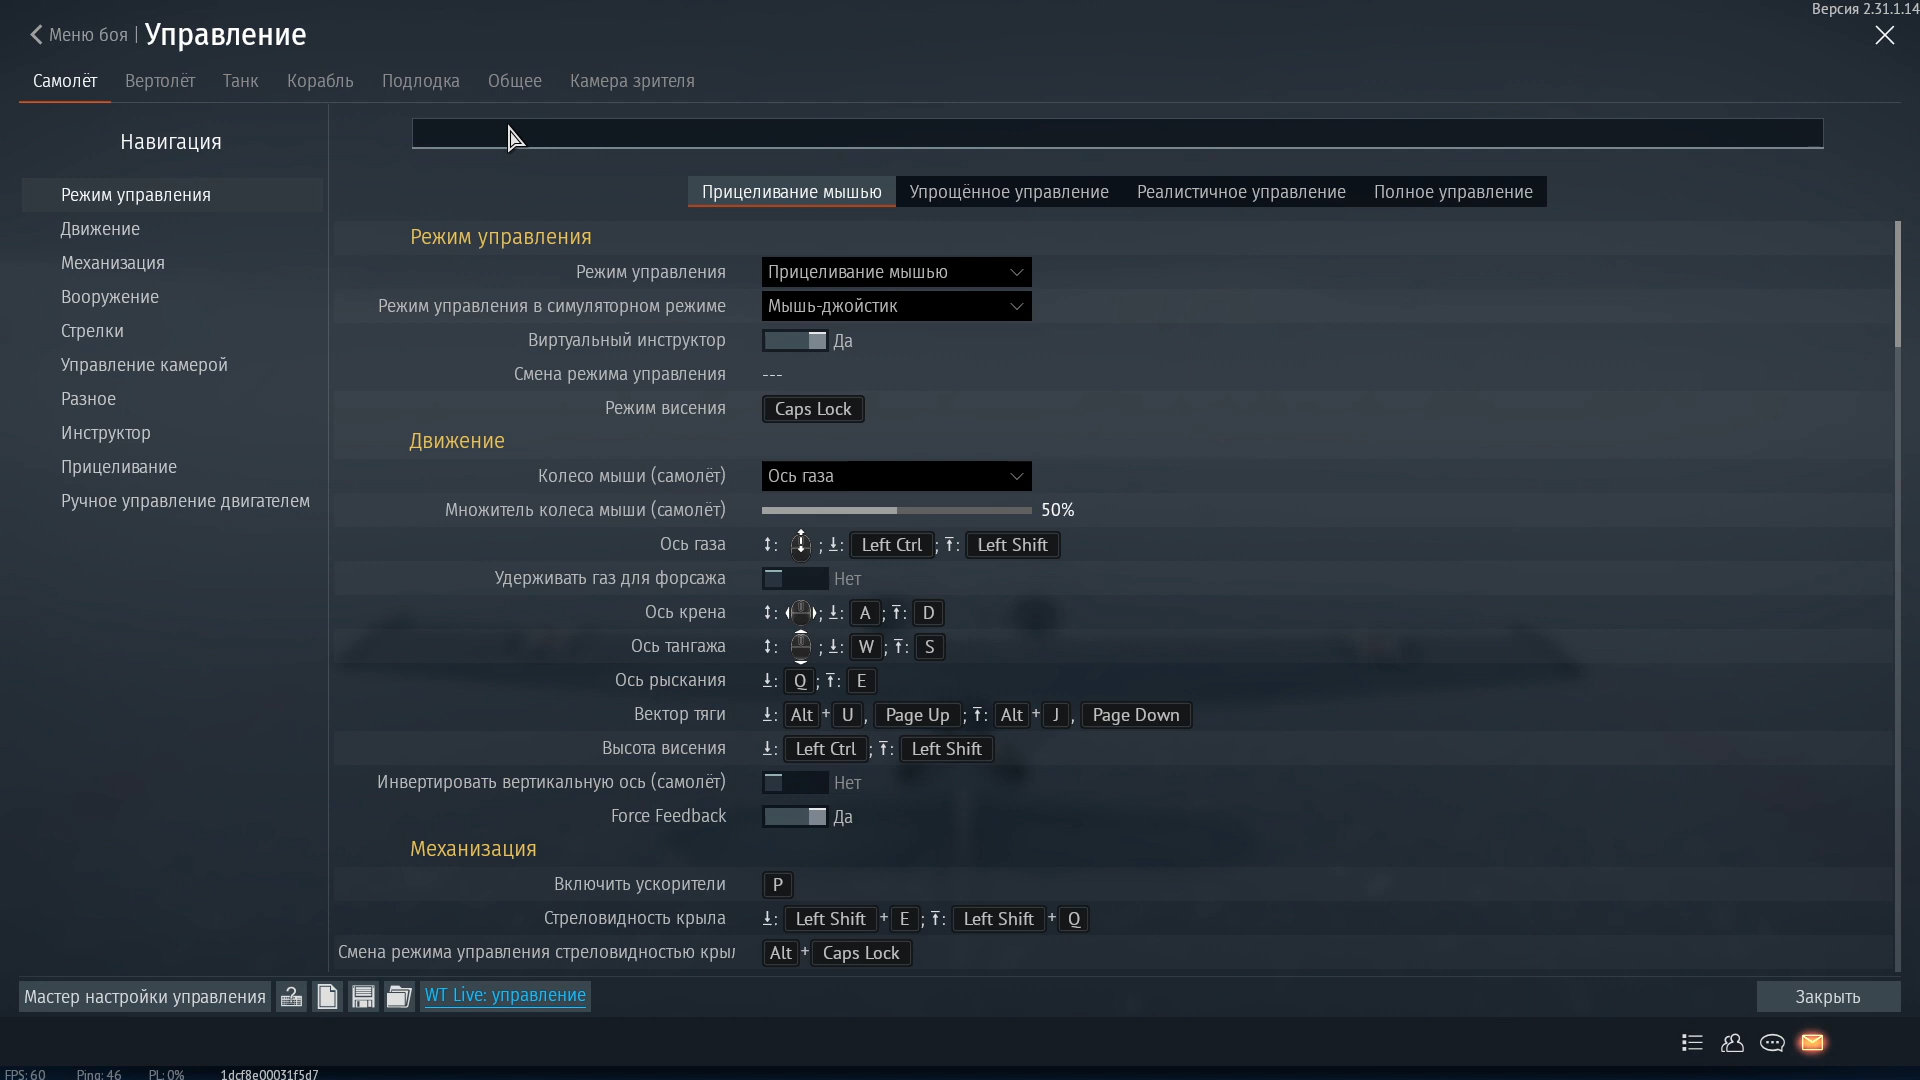 Версия 2.31.1.14
Меню боя | Управление
Самолёт Вертолёт Танк Корабль Подлодка Общее Камера зрителя
Навигация
Режим управления
Движение
Механизация
Вооружение
Стрелки
Управление камерой
Разное
Инструктор
Прицеливание
Ручное управление двигателем
Прицеливание мышью Упрощённое управление Реалистичное управление Полное управление
Режим управления
Режим управления Прицеливание мышью
Режим управления в симуляторном режиме Мышь-джойстик
Виртуальный инструктор Да
Смена режима управления ---
Режим висения Caps Lock
Движение
Колесо мыши (самолёт) Ось газа
Множитель колеса мыши (самолёт) 50%
Ось газа ↕: ; ↓: Left Ctrl ; ↑: Left Shift
Удерживать газ для форсажа Нет
Ось крена ↕: ; ↓: A ; ↑: D
Ось тангажа ↕: ; ↓: W ; ↑: S
Ось рыскания ↓: Q ; ↑: E
Вектор тяги ↓: Alt + U , Page Up ; ↑: Alt + J , Page Down
Высота висения ↓: Left Ctrl ; ↑: Left Shift
Инвертировать вертикальную ось (самолёт) Нет
Force Feedback Да
Механизация
Включить ускорители P
Стреловидность крыла ↓: Left Shift + E ; ↑: Left Shift + Q
Смена режима управления стреловидностью крыл Alt + Caps Lock
Мастер настройки управления WT Live: управление Закрыть
FPS: 60 Ping: 46 PL: 0% 1dcf8e00031f5d7